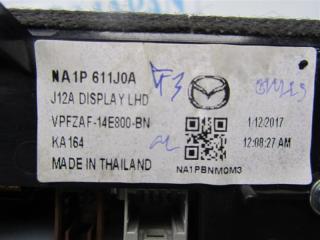 NA1P 611J0A
J12A DISPLAY LHD
VPFZAF-14E800-BN
1/12/2017
KA164
12:08:27 AM
MADE IN THAILAND
NA1PBNMQM3